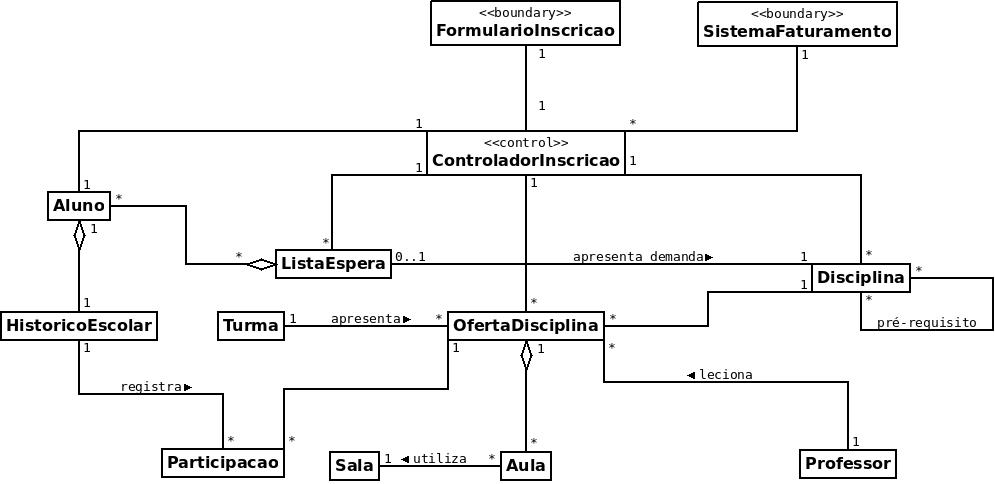 <<boundary>>
FormularioInscricao
<<boundary>>
SistemaFaturamento
1
1
1
1
*
<<control>>
ControladorInscricao
1
1
1
1
Aluno
*
1
*
*
ListaEspera
0..1
apresenta demanda►
1
*
Disciplina
*
1
*
pré-requisito
1
HistoricoEscolar
1
Turma
1
apresenta►
*
*
OfertaDisciplina
*
1
1
*
registra ►
◄ leciona
*
*
*
1
Participacao
Sala
1
◄ utiliza
*
Aula
Professor